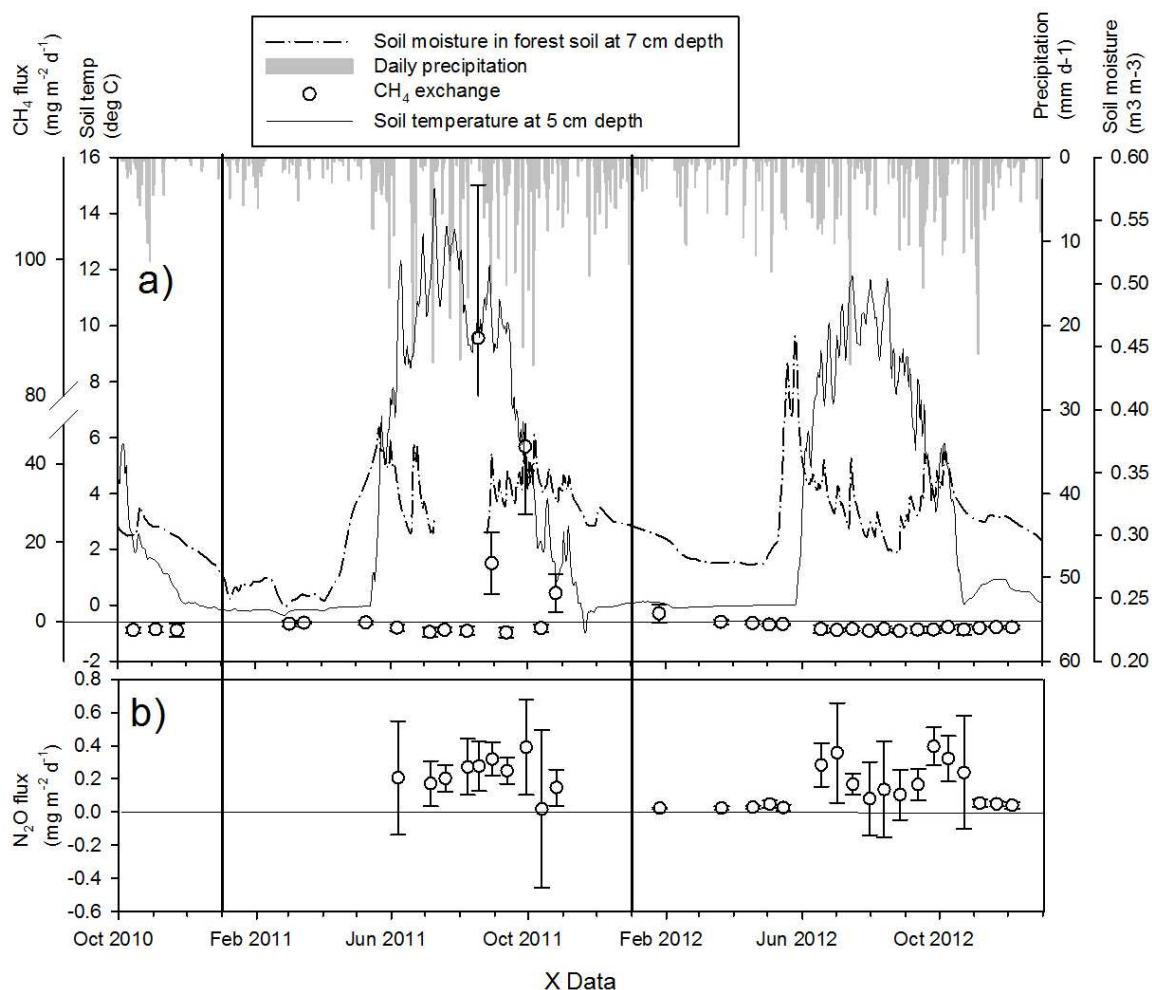 Soil moisture in forest soil at 7 cm depth
Daily precipitation
CH₄ exchange
Soil temperature at 5 cm depth
CH₄ flux
(mg m⁻² d⁻¹)
Soil temp
(deg C)
Precipitation
(mm d-1)
Soil moisture
(m3 m-3)
a)
100
80
40
20
0
16
14
12
10
8
6
4
2
0
-2
0
10
20
30
40
50
60
0.60
0.55
0.50
0.45
0.40
0.35
0.30
0.25
0.20
b)
N₂O flux
(mg m⁻² d⁻¹)
0.8
0.6
0.4
0.2
0.0
-0.2
-0.4
-0.6
Oct 2010 Feb 2011 Jun 2011 Oct 2011 Feb 2012 Jun 2012 Oct 2012
X Data